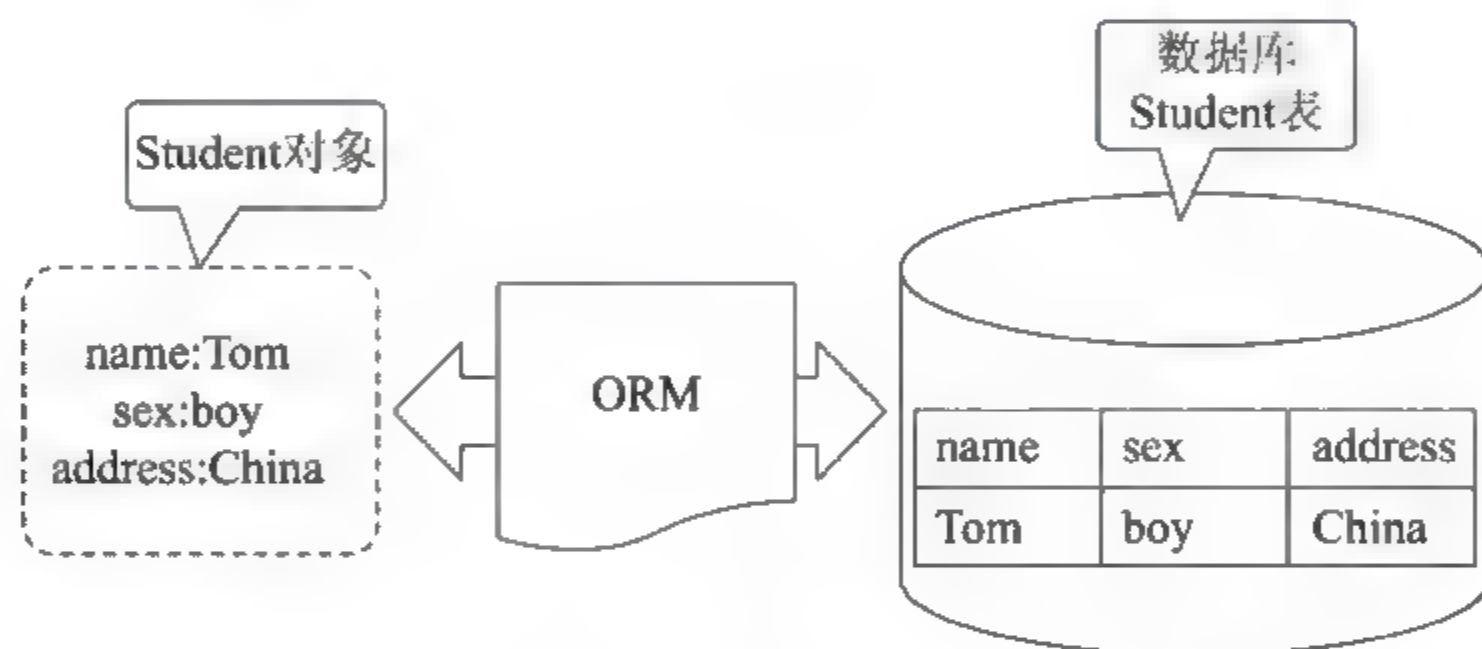 数据库
Student表
Student对象
name:Tom
sex:boy
address:China
ORM
name sex address
Tom boy China